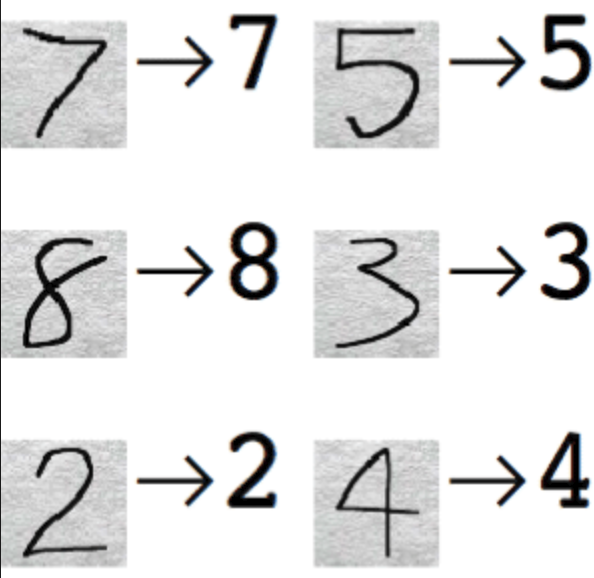 7 → 7 5 → 5
8 → 8 3 → 3
2 → 2 4 → 4